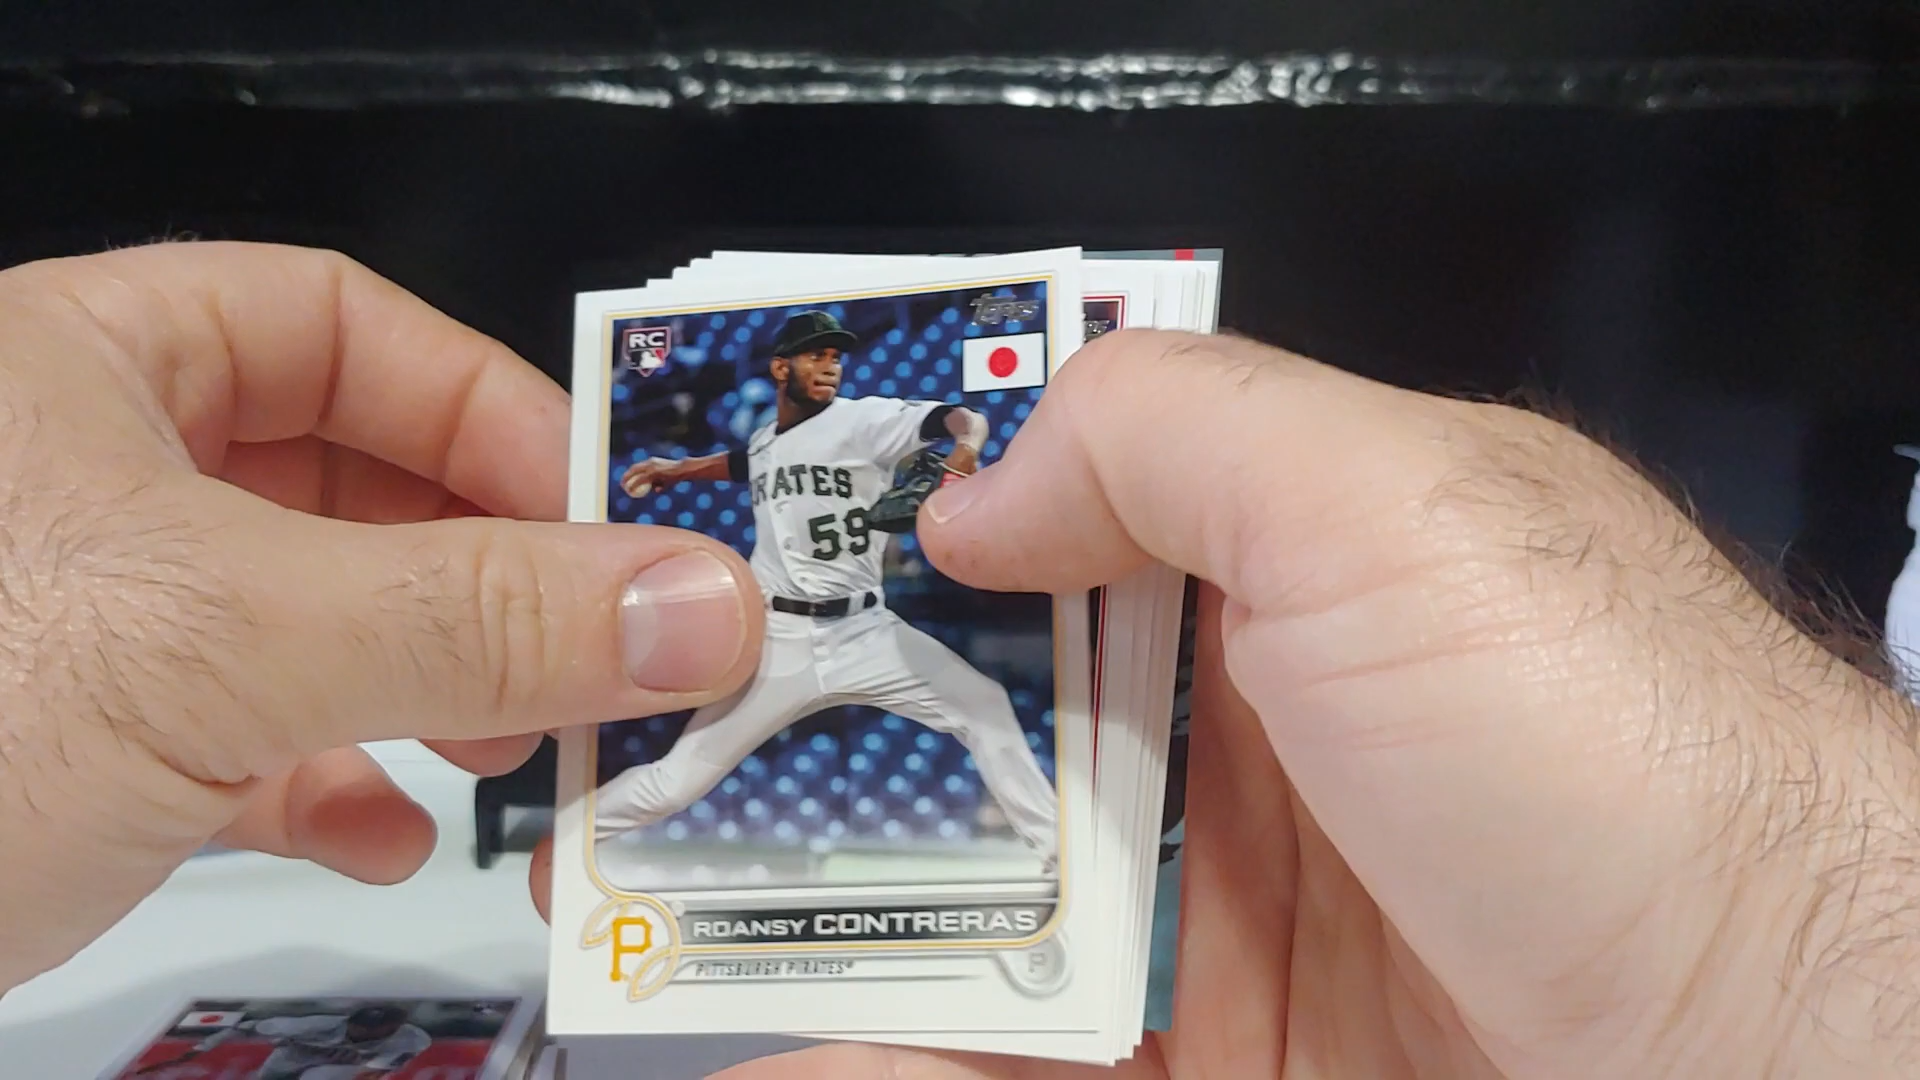 Topps
RC
RATES
59
ROANSY CONTRERAS
P
PITTSBURGH PIRATES®
P